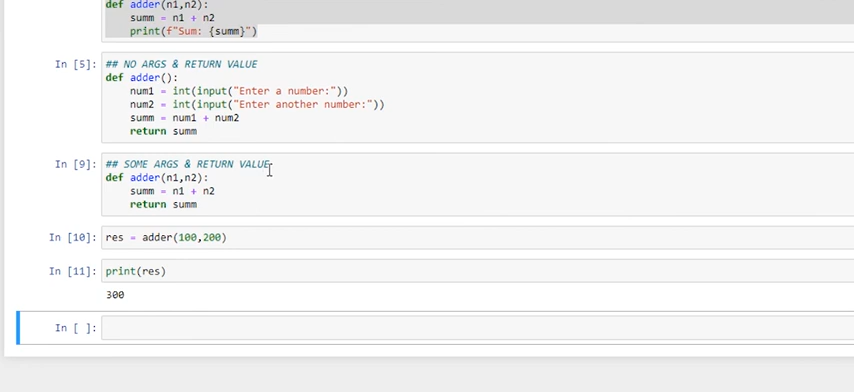 def adder(n1,n2):
    summ = n1 + n2
    print(f"Sum: {summ}")
In [5]: ## NO ARGS & RETURN VALUE
def adder():
    num1 = int(input("Enter a number:"))
    num2 = int(input("Enter another number:"))
    summ = num1 + num2
    return summ
In [9]: ## SOME ARGS & RETURN VALUE
def adder(n1,n2):
    summ = n1 + n2
    return summ
In [10]: res = adder(100,200)
In [11]: print(res)
300
In [ ]: